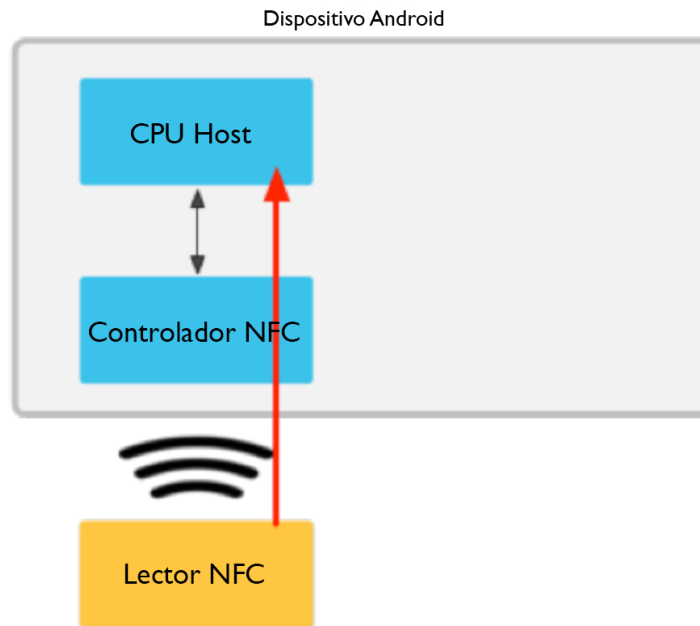 Dispositivo Android
CPU Host
Controlador NFC
Lector NFC